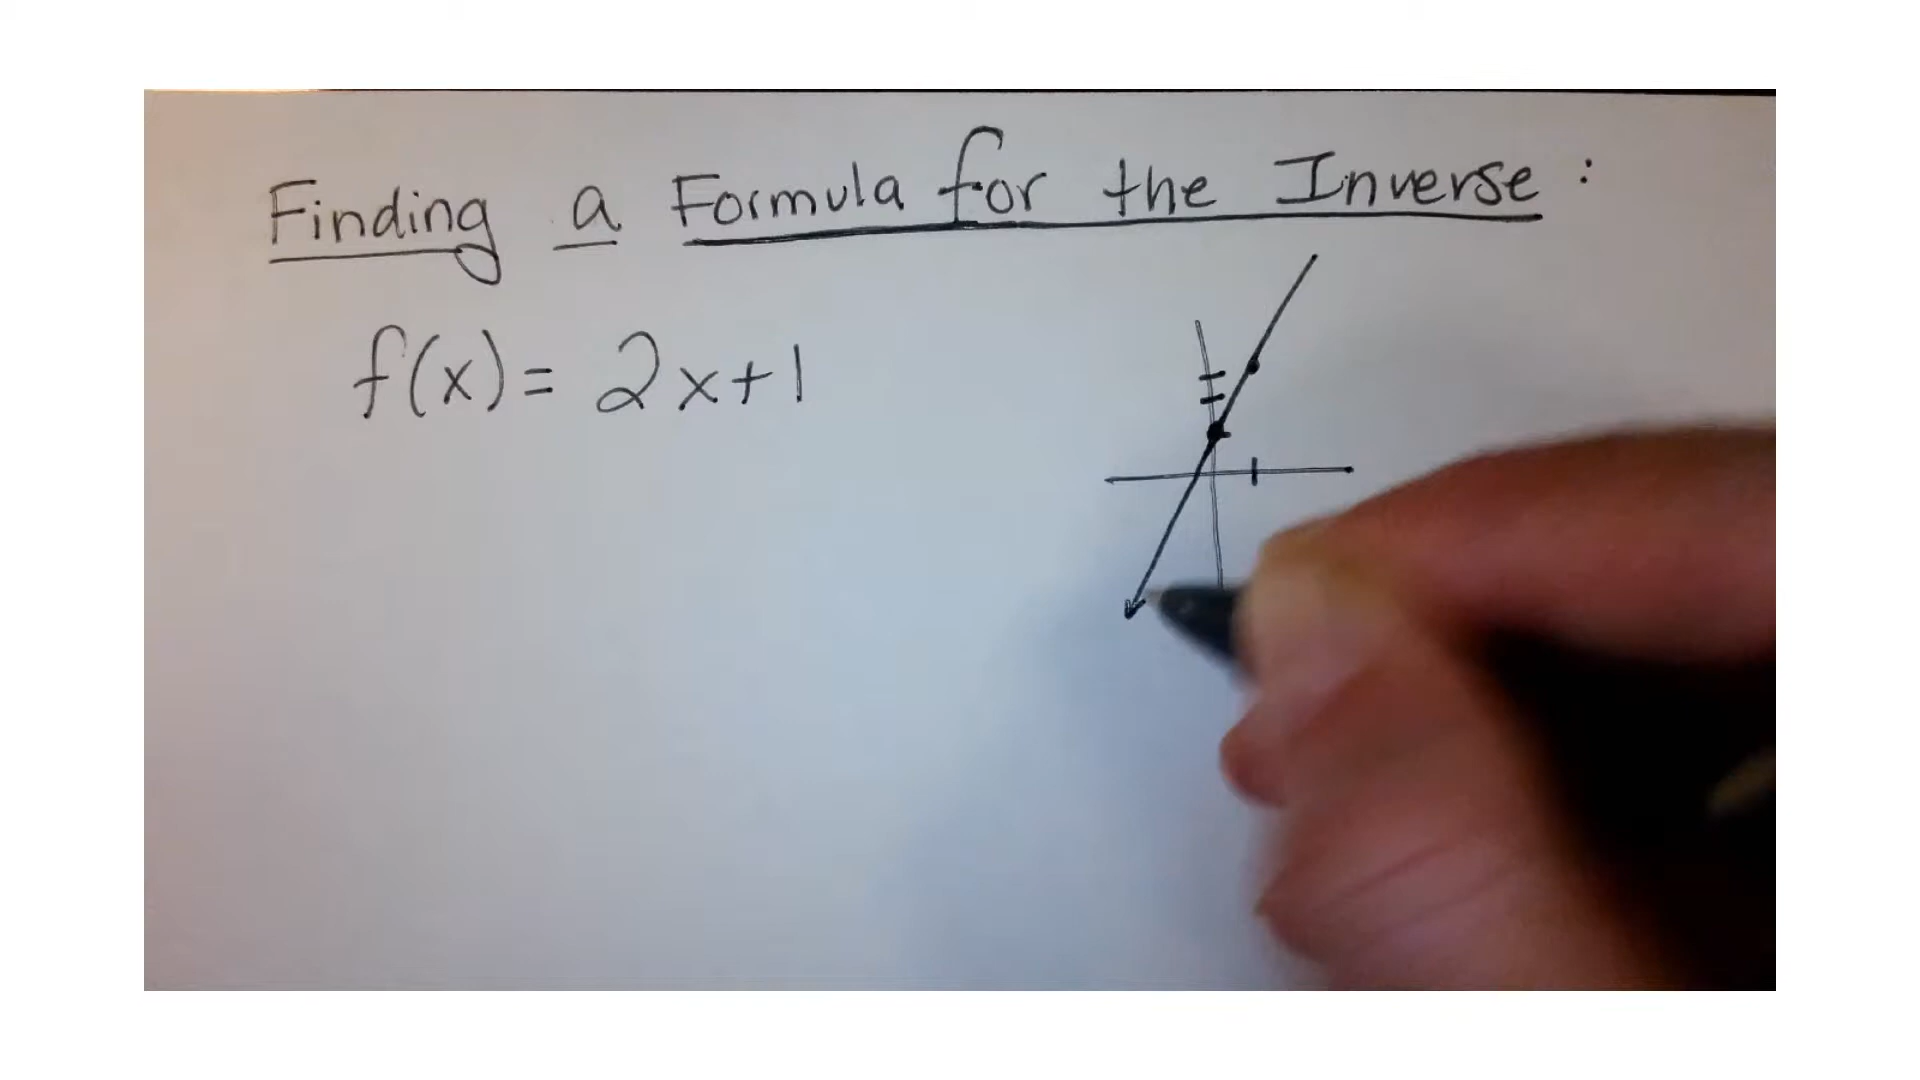 Finding a Formula for the Inverse :
f(x) = 2x+1